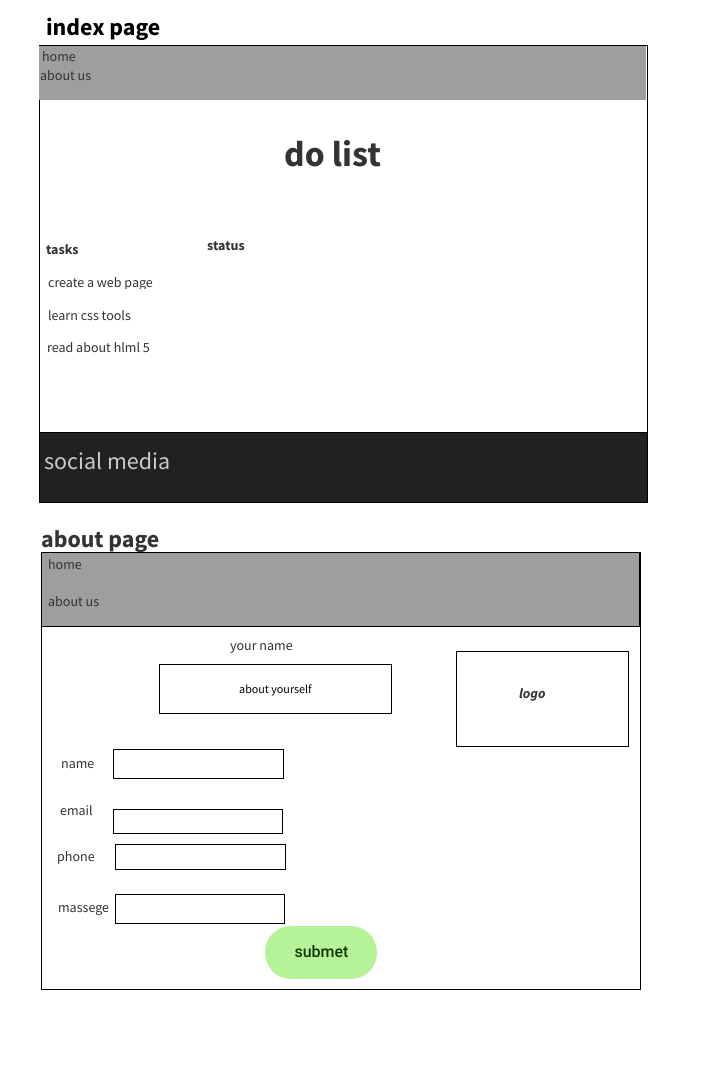 index page
home
about us
do list
tasks
status
create a web page
learn css tools
read about hlml 5
social media
about page
home
about us
your name
about yourself
logo
name
email
phone
massege
submet